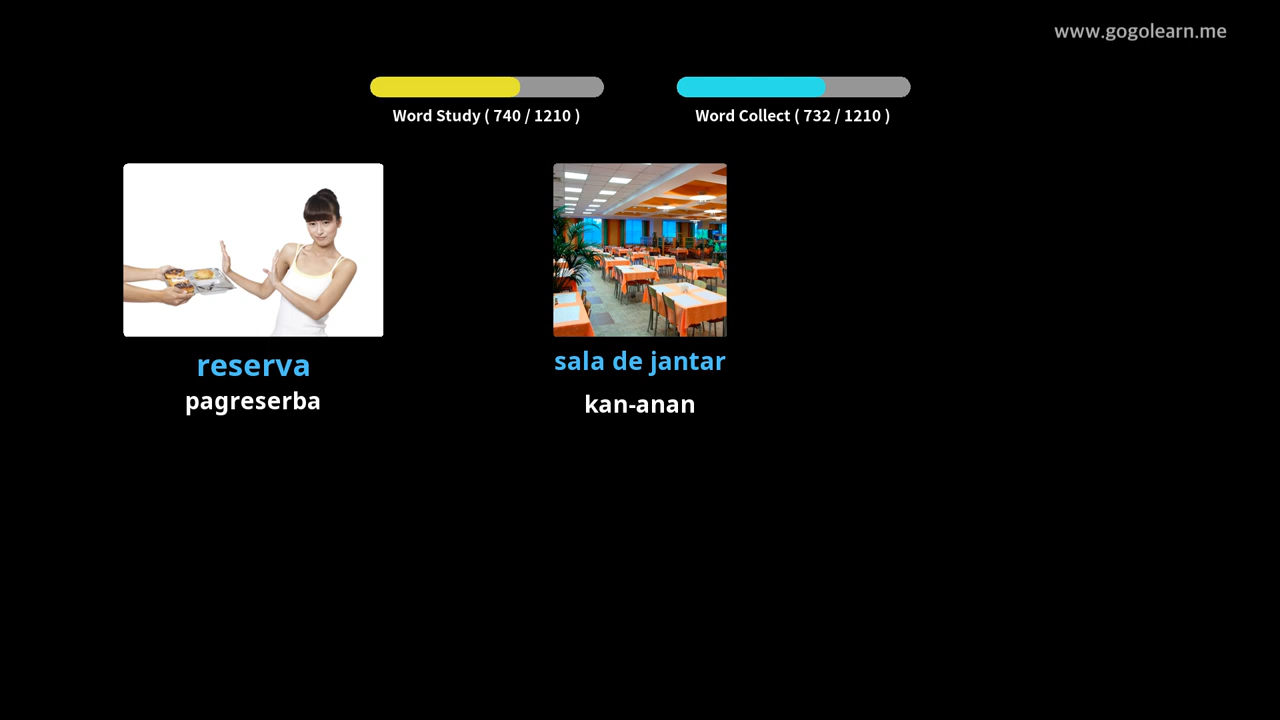 www.gogolearn.me
Word Study ( 740 / 1210 )
Word Collect ( 732 / 1210 )
reserva
pagreserba
sala de jantar
kan-anan